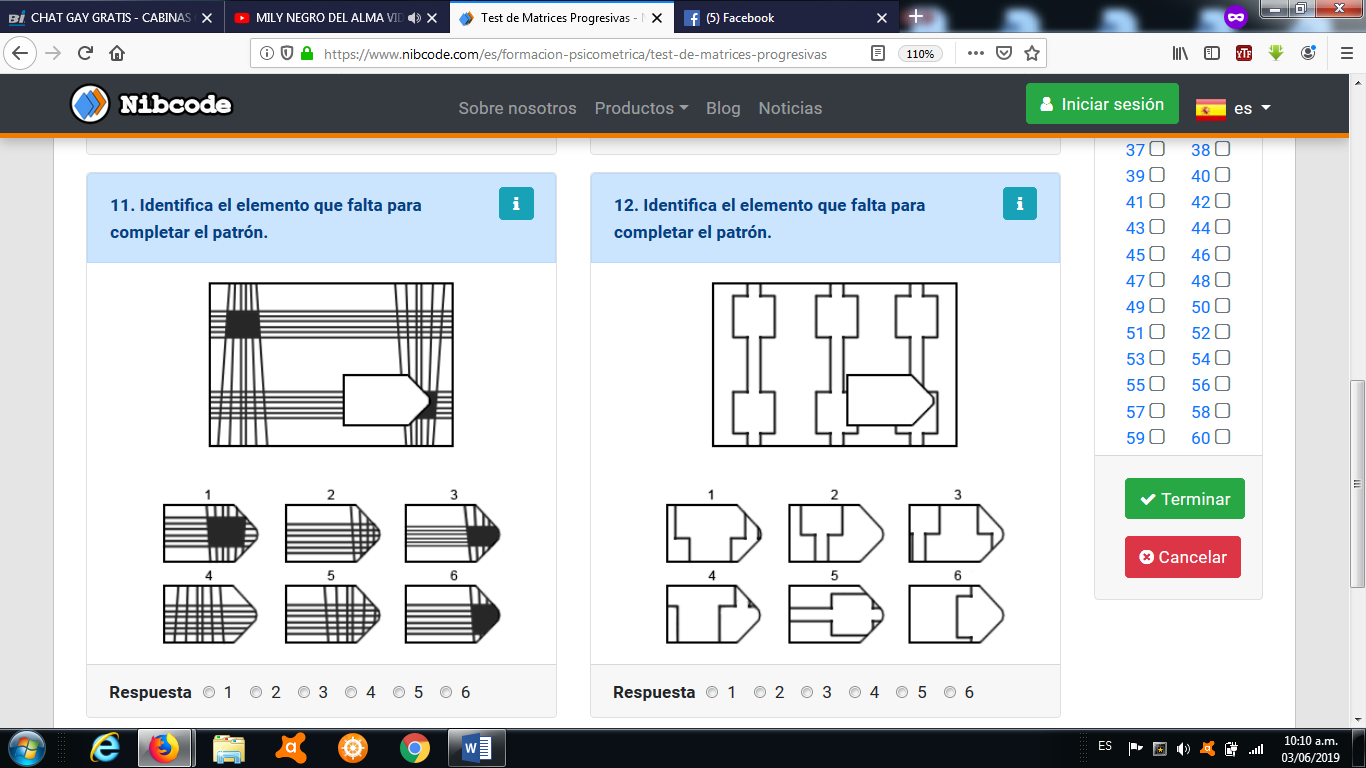 CHAT GAY GRATIS - CABINAS
MILY NEGRO DEL ALMA VID
Test de Matrices Progresivas -
(5) Facebook
https://www.nibcode.com/es/formacion-psicometrica/test-de-matrices-progresivas
110%
YTF
Nibcode
Sobre nosotros
Productos
Blog
Noticias
Iniciar sesión
es
37 38
39 40
41 42
43 44
45 46
47 48
49 50
51 52
53 54
55 56
57 58
59 60
Terminar
Cancelar
11. Identifica el elemento que falta para
completar el patrón.
1 2 3
4 5 6
Respuesta 1 2 3 4 5 6
12. Identifica el elemento que falta para
completar el patrón.
1 2 3
4 5 6
Respuesta 1 2 3 4 5 6
ES
10:10 a.m.
03/06/2019